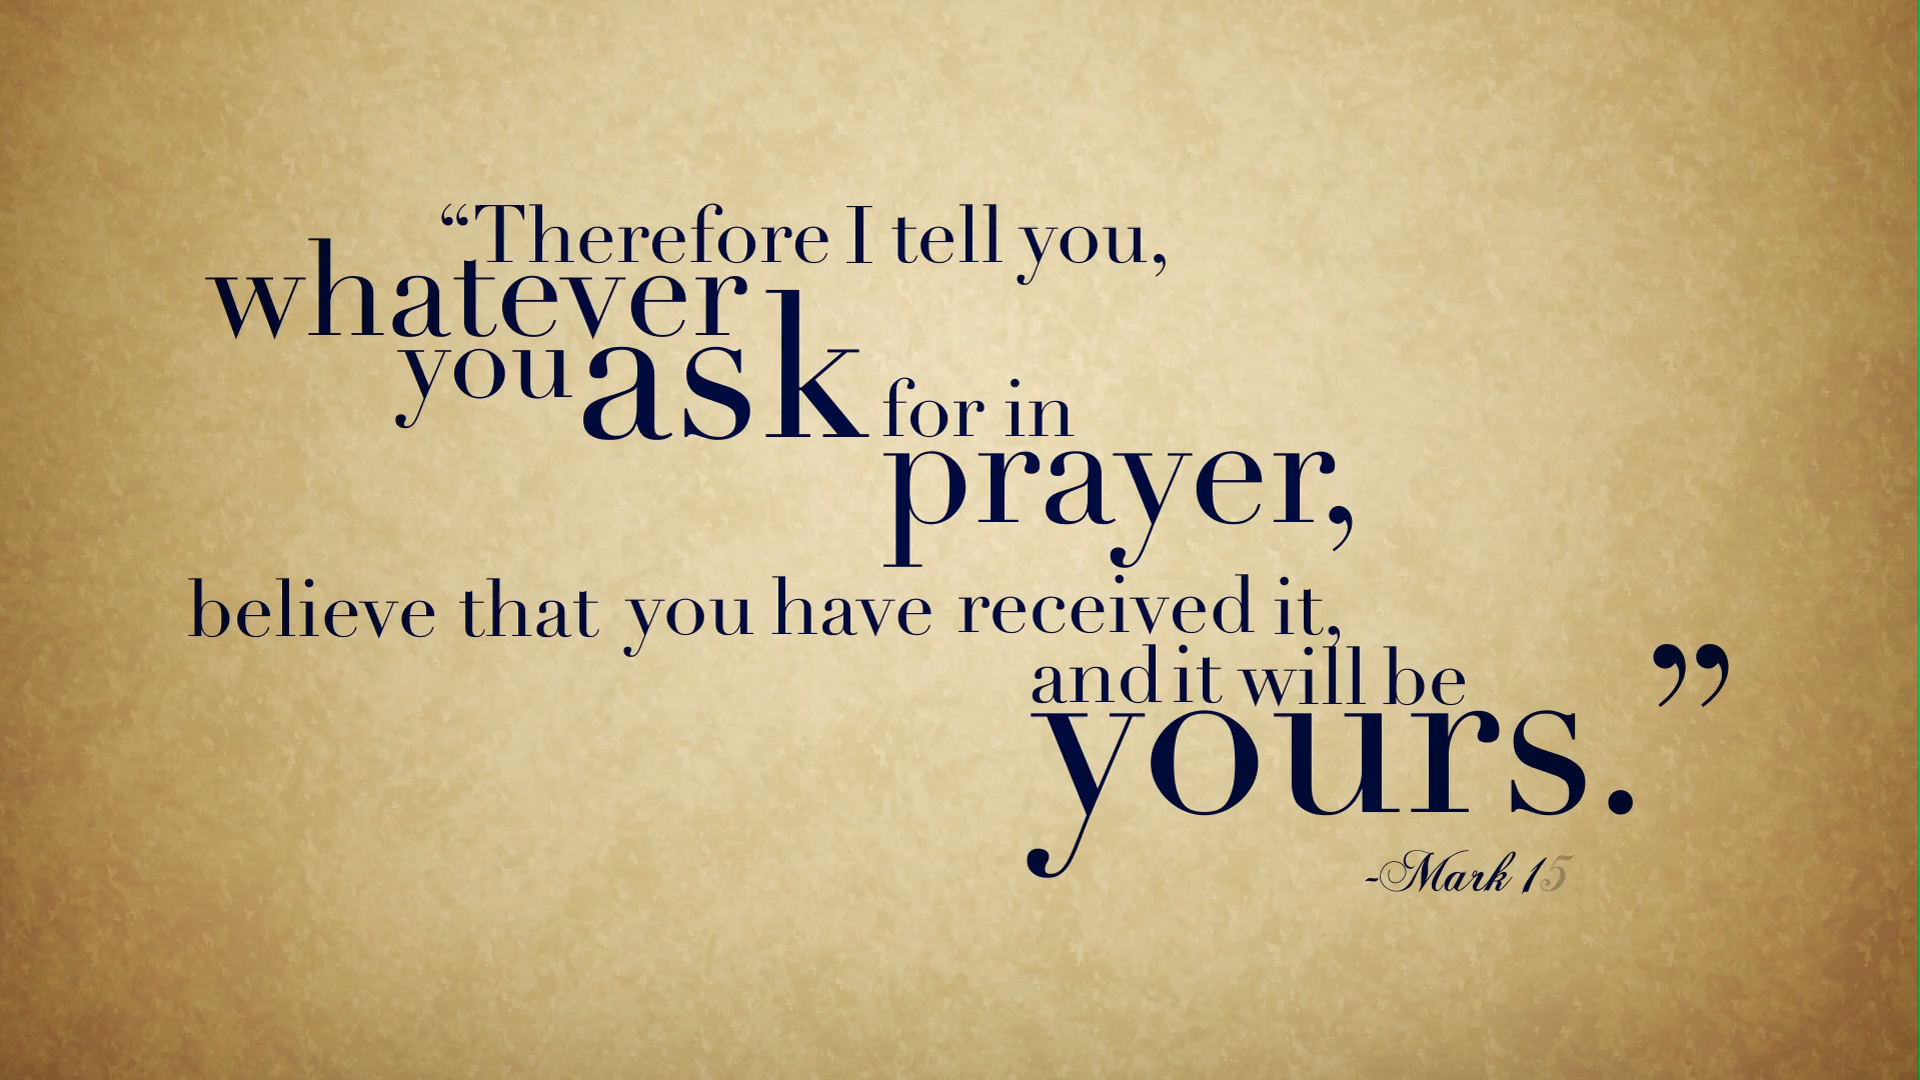 “Therefore I tell you,
whatever
you ask for in
prayer,
believe that you have received it,
and it will be
yours.”
-Mark 15